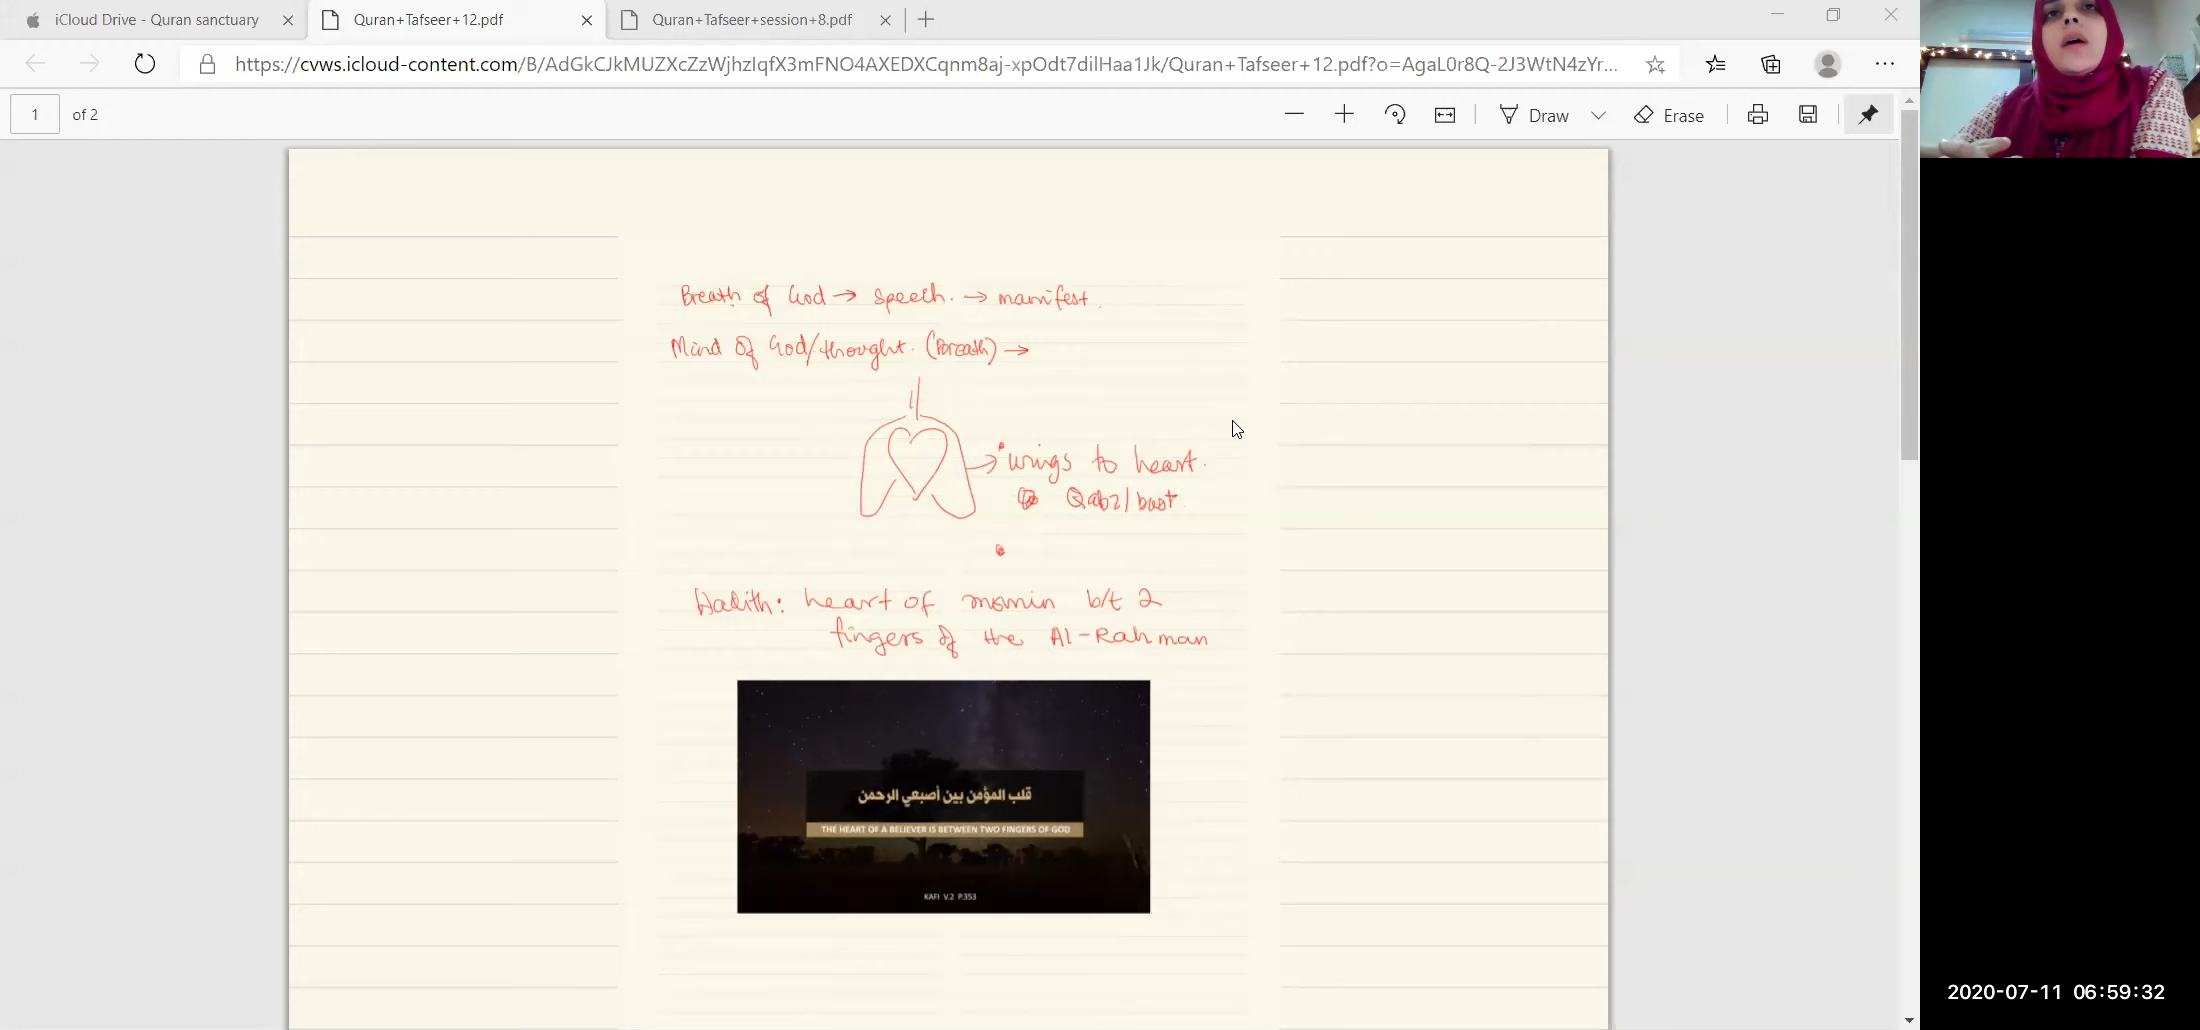 iCloud Drive - Quran sanctuary
Quran+Tafseer+12.pdf
Quran+Tafseer+session+8.pdf
https://cvws.icloud-content.com/B/AdGkCJkMUZXcZzWjhzIqfX3mFNO4AXEDXCqnm8aj-xpOdt7dilHaa1Jk/Quran+Tafseer+12.pdf?o=AgaL0r8Q-2J3WtN4zYr...
1 of 2
Draw
Erase
Breath of God → speech. → manifest.
Mind of God/thought. (Breath) →
wings to heart.
Qabz/bast
Hadith: heart of momin b/t 2
fingers of the Al-Rahman
قلب المؤمن بين أصبعي الرحمن
THE HEART OF A BELIEVER IS BETWEEN TWO FINGERS OF GOD
KAFI V.2 P.353
2020-07-11 06:59:32